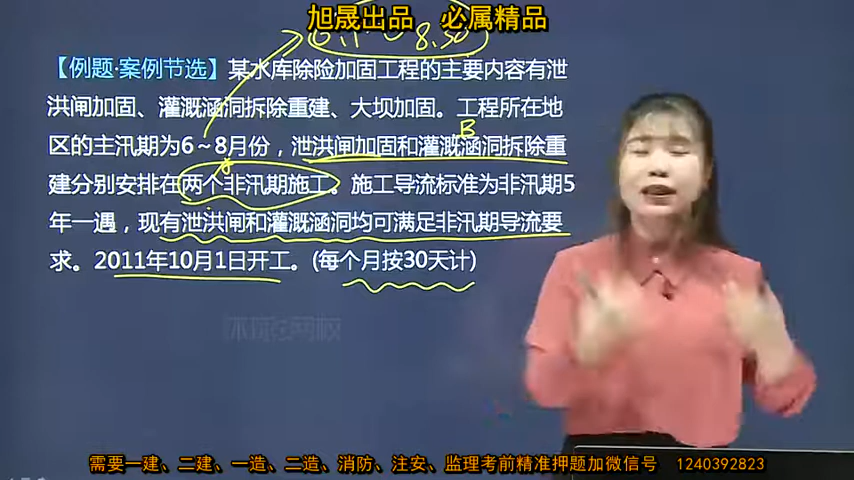 旭晟出品 必属精品
6.1~8.30
【例题·案例节选】某水库除险加固工程的主要内容有泄
洪闸加固、灌溉涵洞拆除重建、大坝加固。工程所在地
区的主汛期为6~8月份，泄洪闸加固和灌溉涵洞拆除重
B
建分别安排在两个非汛期施工。施工导流标准为非汛期5
年一遇，现有泄洪闸和灌溉涵洞均可满足非汛期导流要
求。2011年10月1日开工。(每个月按30天计)
需要一建、二建、一造、二造、消防、注安、监理考前精准押题加微信号 1240392823